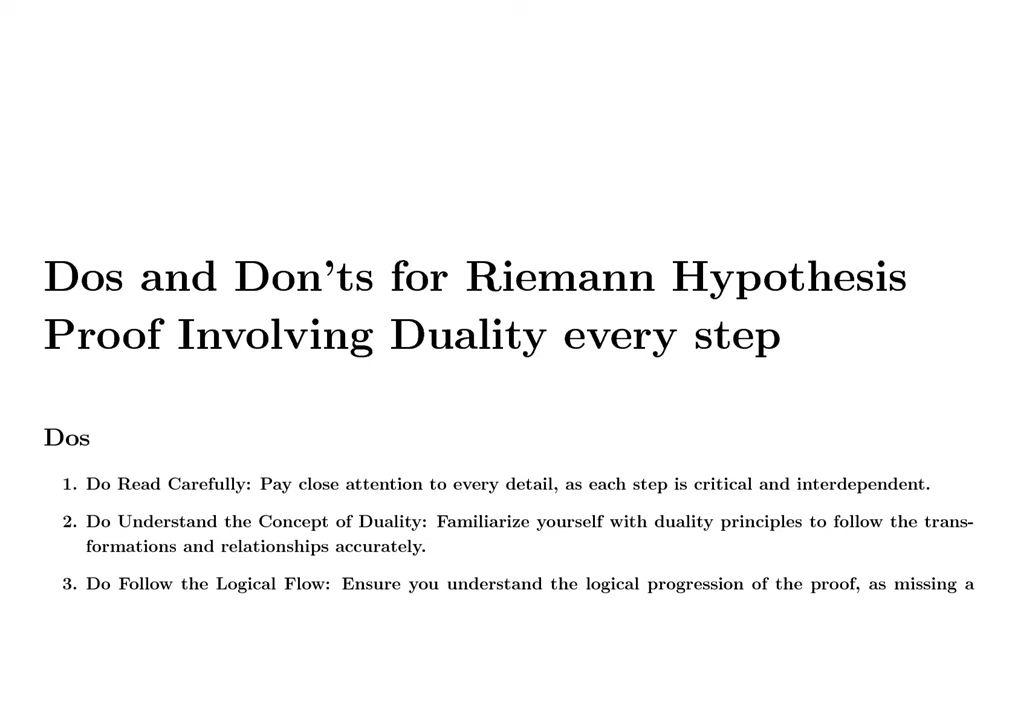 Dos and Don'ts for Riemann Hypothesis
Proof Involving Duality every step
Dos
1. Do Read Carefully: Pay close attention to every detail, as each step is critical and interdependent.
2. Do Understand the Concept of Duality: Familiarize yourself with duality principles to follow the trans-
formations and relationships accurately.
3. Do Follow the Logical Flow: Ensure you understand the logical progression of the proof, as missing a